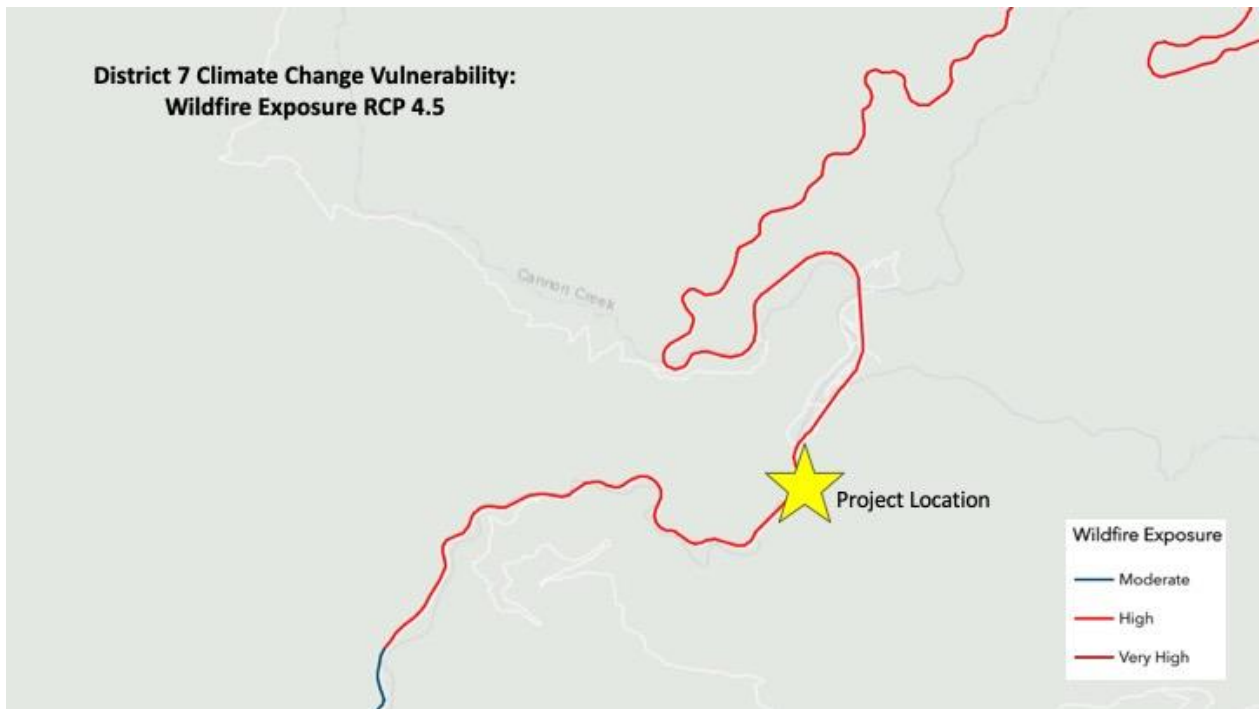 District 7 Climate Change Vulnerability:
Wildfire Exposure RCP 4.5
Cannon Creek
Project Location
Wildfire Exposure
Moderate
High
Very High